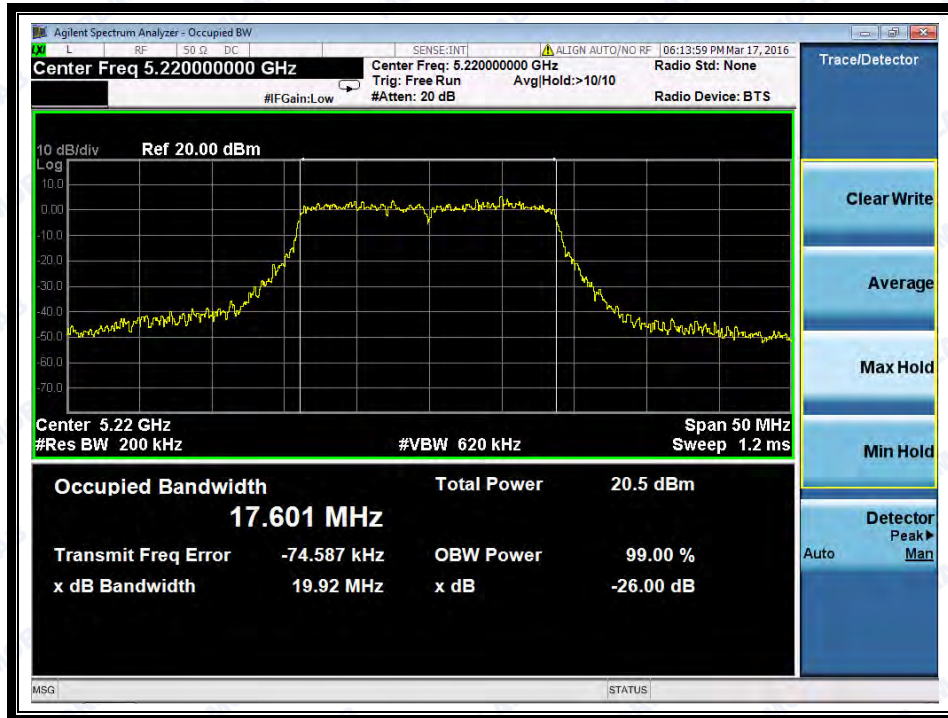 Agilent Spectrum Analyzer - Occupied BW
L RF 50 Ω DC SENSE:INT ALIGN AUTO/NO RF 06:13:59 PM Mar 17, 2016
Center Freq 5.220000000 GHz
Center Freq: 5.220000000 GHz
Radio Std: None
Trig: Free Run Avg|Hold:>10/10
#IFGain:Low #Atten: 20 dB Radio Device: BTS
10 dB/div Ref 20.00 dBm
Log
10.0
0.00
-10.0
-20.0
-30.0
-40.0
-50.0
-60.0
-70.0
Center 5.22 GHz Span 50 MHz
#Res BW 200 kHz #VBW 620 kHz Sweep 1.2 ms
Occupied Bandwidth Total Power 20.5 dBm
17.601 MHz
Transmit Freq Error -74.587 kHz OBW Power 99.00 %
x dB Bandwidth 19.92 MHz x dB -26.00 dB
MSG STATUS
Trace/Detector
Clear Write
Average
Max Hold
Min Hold
Detector
Peak▶
Auto Man